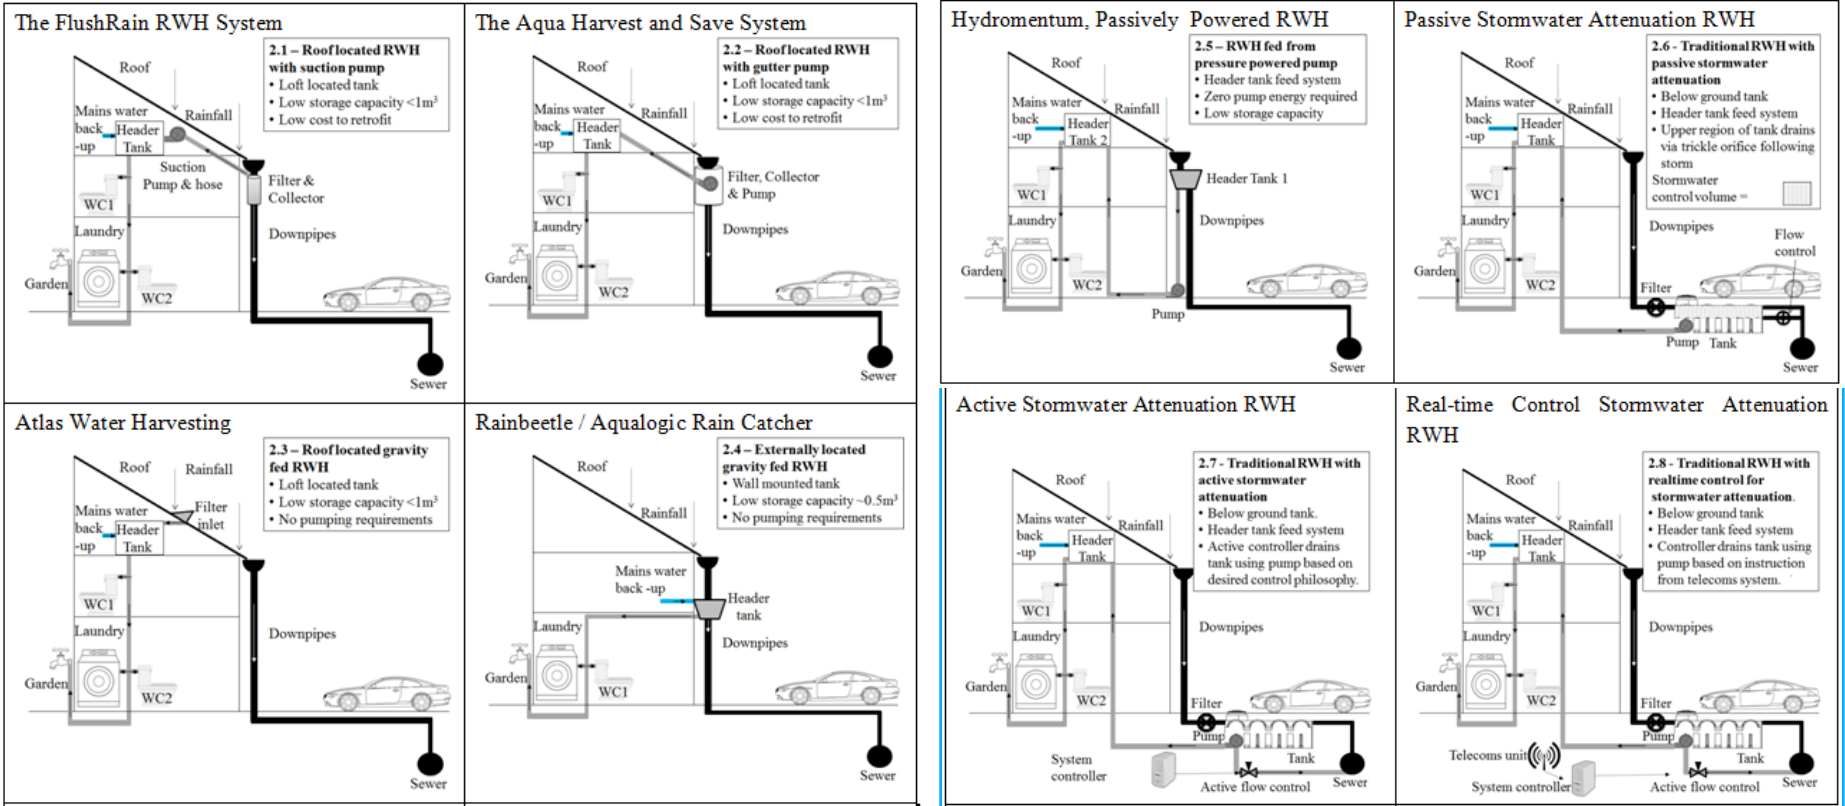 The FlushRain RWH System
2.1 – Roof located RWH
with suction pump
• Loft located tank
• Low storage capacity <1m³
• Low cost to retrofit
Roof
Rainfall
Mains water
back
-up
Header
Tank
Suction
Pump & hose
Filter &
Collector
WC1
Laundry
Downpipes
Garden
WC2
Sewer
The Aqua Harvest and Save System
2.2 – Roof located RWH
with gutter pump
• Loft located tank
• Low storage capacity <1m³
• Low cost to retrofit
Roof
Rainfall
Mains water
back
-up
Header
Tank
Filter, Collector
& Pump
WC1
Laundry
Downpipes
Garden
WC2
Sewer
Hydromentum, Passively Powered RWH
2.5 – RWH fed from
pressure powered pump
• Header tank feed system
• Zero pump energy required
• Low storage capacity
Roof
Mains water
back
-up
Rainfall
Header
Tank 2
Header Tank 1
WC1
Laundry
Downpipes
Garden
WC2
Pump
Sewer
Passive Stormwater Attenuation RWH
2.6 - Traditional RWH with
passive stormwater
attenuation
• Below ground tank
• Header tank feed system
• Upper region of tank drains
via trickle orifice following
storm
Stormwater
control volume =
Roof
Mains water
back
-up
Rainfall
Header
Tank
WC1
Laundry
Downpipes
Flow
control
Garden
WC2
Filter
Pump
Tank
Sewer
Atlas Water Harvesting
2.3 – Roof located gravity
fed RWH
• Loft located tank
• Low storage capacity <1m³
• No pumping requirements
Roof
Rainfall
Filter
inlet
Mains water
back
-up
Header
Tank
WC1
Laundry
Downpipes
Garden
WC2
Sewer
Rainbeetle / Aqualogic Rain Catcher
2.4 – Externally located
gravity fed RWH
• Wall mounted tank
• Low storage capacity ~0.5m³
• No pumping requirements
Roof
Rainfall
Mains water
back -up
Header
tank
Laundry
Downpipes
Garden
WC1
Sewer
Active Stormwater Attenuation RWH
2.7 - Traditional RWH with
active stormwater
attenuation
• Below ground tank.
• Header tank feed system
• Active controller drains
tank using pump based on
desired control philosophy.
Roof
Mains water
back
-up
Rainfall
Header
Tank
WC1
Laundry
Downpipes
Garden
WC2
Filter
Pump
Tank
System
controller
Active flow control
Sewer
Real-time Control Stormwater Attenuation
RWH
2.8 - Traditional RWH with
realtime control for
stormwater attenuation.
• Below ground tank
• Header tank feed system
• Controller drains tank using
pump based on instruction
from telecoms system.
Roof
Mains water
back
-up
Rainfall
Header
Tank
WC1
Laundry
Downpipes
Garden
WC2
Filter
Pump
Tank
Telecoms unit
System controller
Active flow control
Sewer